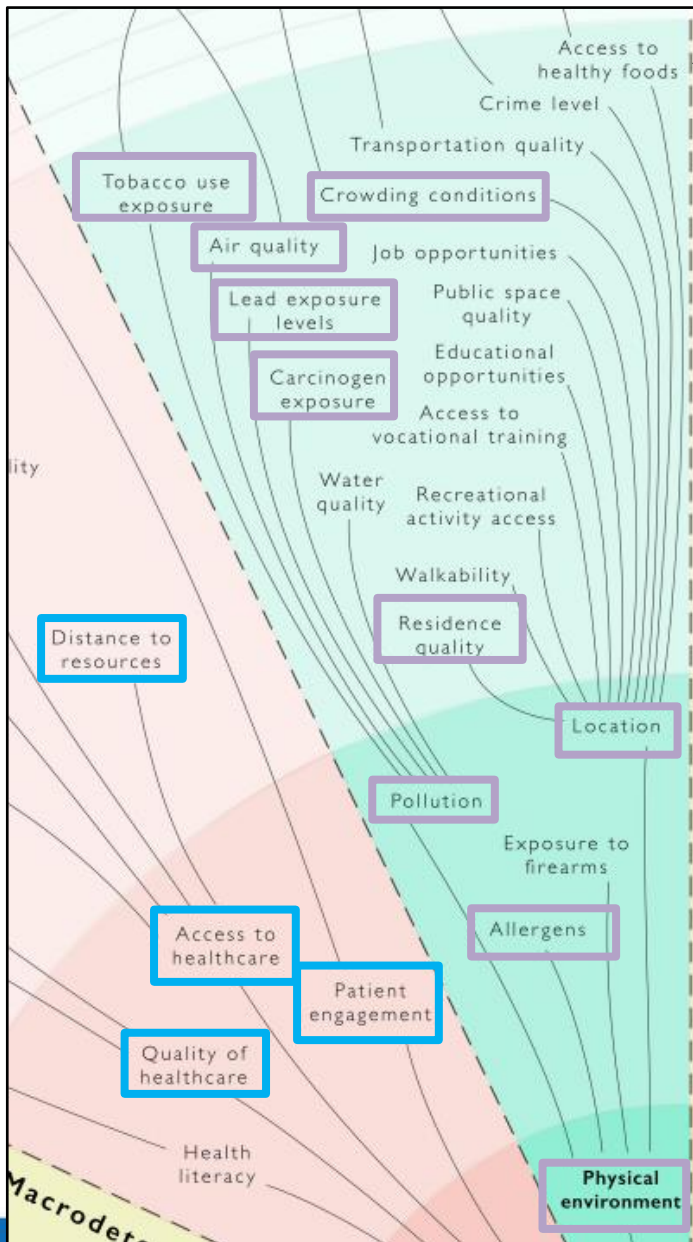 Access to
healthy foods
Crime level
Transportation quality
Tobacco use
exposure
Crowding conditions
Air quality
Job opportunities
Lead exposure
levels
Public space
quality
Educational
opportunities
Carcinogen
exposure
Access to
vocational training
lity
Water
quality
Recreational
activity access
Walkability
Residence
quality
Distance to
resources
Location
Pollution
Exposure to
firearms
Allergens
Access to
healthcare
Patient
engagement
Quality of
healthcare
Health
literacy
Physical
environment
Macrodete